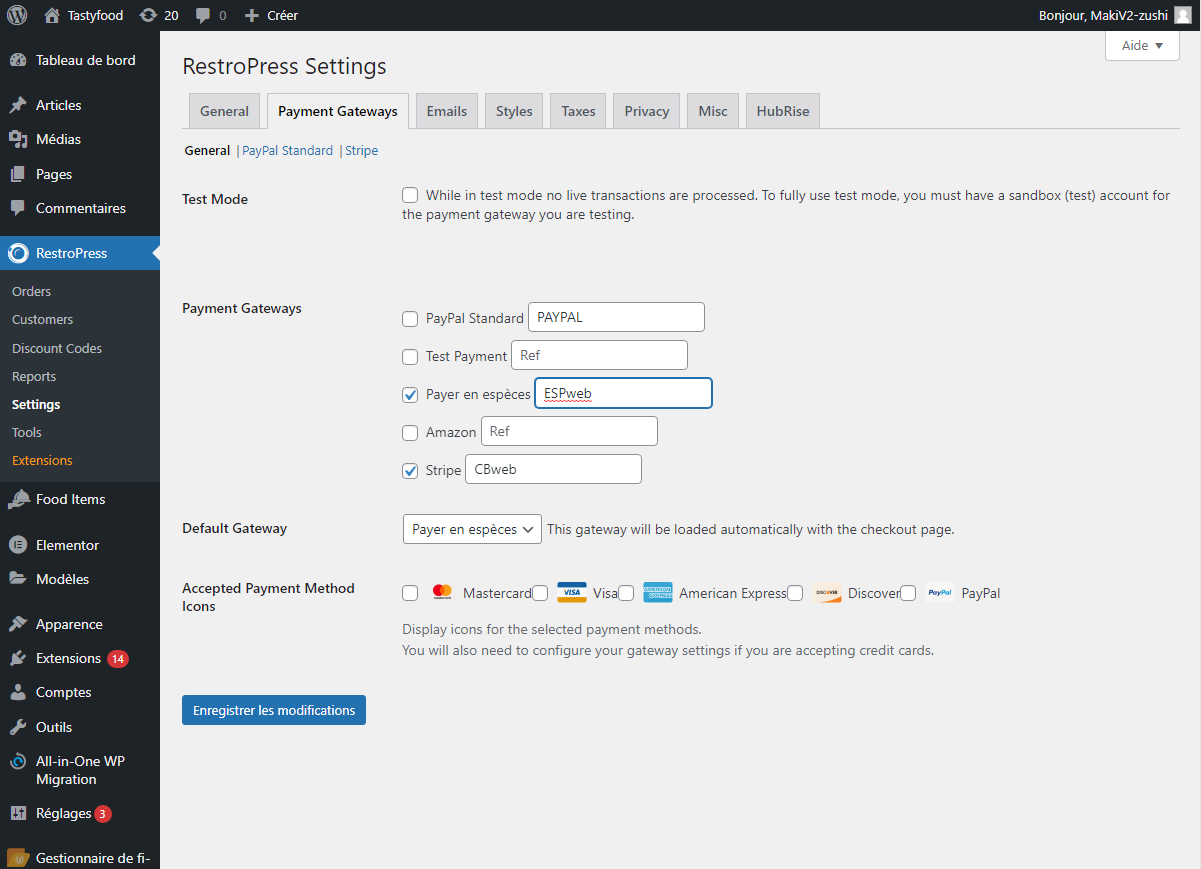 Tastyfood 20 0 Créer Bonjour, MakiV2-zushi
Aide
Tableau de bord
Articles
Médias
Pages
Commentaires
RestroPress
Orders
Customers
Discount Codes
Reports
Settings
Tools
Extensions
Food Items
Elementor
Modèles
Apparence
Extensions 14
Comptes
Outils
All-in-One WP
Migration
Réglages 3
Gestionnaire de fi-
RestroPress Settings
General Payment Gateways Emails Styles Taxes Privacy Misc HubRise
General | PayPal Standard | Stripe
Test Mode
While in test mode no live transactions are processed. To fully use test mode, you must have a sandbox (test) account for
the payment gateway you are testing.
Payment Gateways
PayPal Standard PAYPAL
Test Payment Ref
Payer en espèces ESPweb
Amazon Ref
Stripe CBweb
Default Gateway
Payer en espèces This gateway will be loaded automatically with the checkout page.
Accepted Payment Method
Icons
Mastercard VISA Visa AMERICAN EXPRESS American Express DISCOVER Discover PayPal PayPal
Display icons for the selected payment methods.
You will also need to configure your gateway settings if you are accepting credit cards.
Enregistrer les modifications